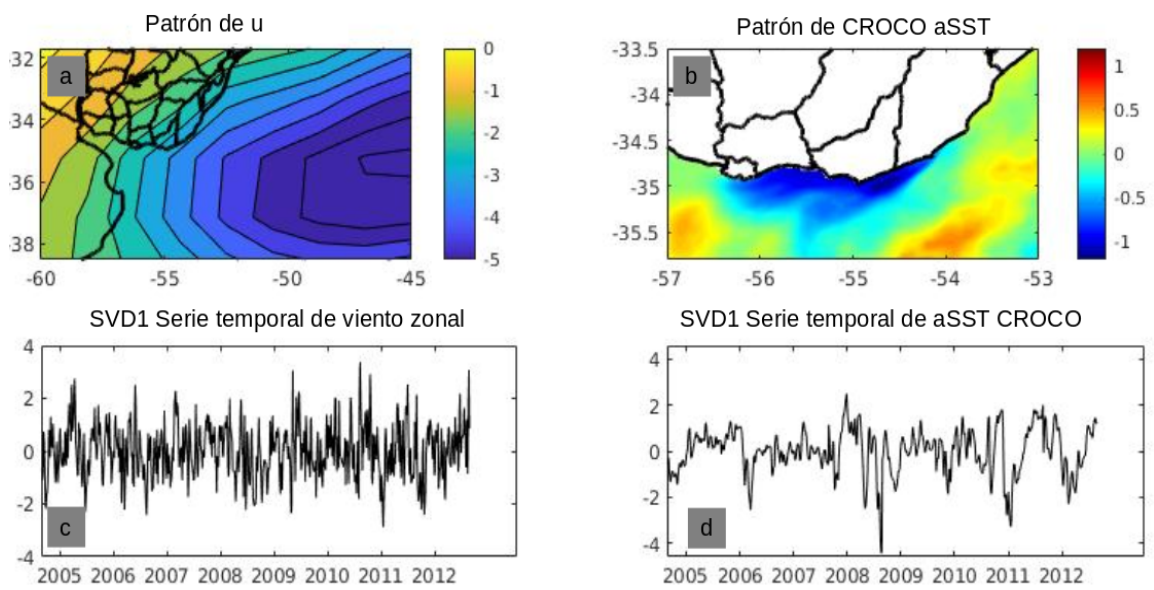 Patrón de u
Patrón de CROCO aSST
a
32
34
36
38
-60 -55 -50 -45
0
-1
-2
-3
-4
-5
b
-33.5
-34
-34.5
-35
-35.5
-57 -56 -55 -54 -53
1
0.5
0
-0.5
-1
SVD1 Serie temporal de viento zonal
SVD1 Serie temporal de aSST CROCO
4
2
0
-2
-4
c
2005 2006 2007 2008 2009 2010 2011 2012
4
2
0
-2
-4
d
2005 2006 2007 2008 2009 2010 2011 2012